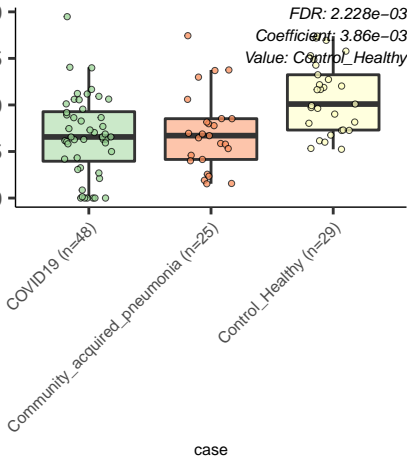 FDR: 2.228e−03
Coefficient: 3.86e−03
Value: Control_Healthy
COVID19 (n=48)
Community_acquired_pneumonia (n=25)
Control_Healthy (n=29)
case